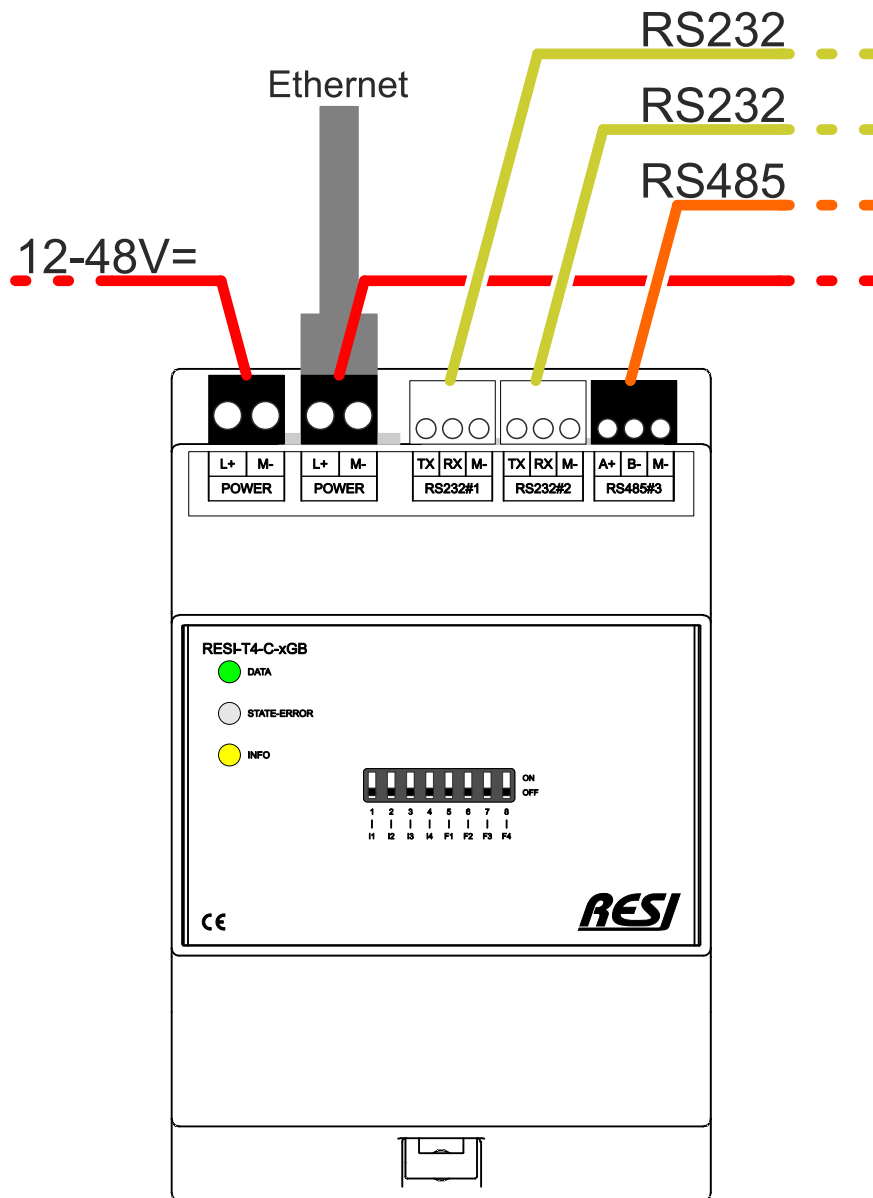 RS232
Ethernet
RS232
RS485
12-48V=
L+ M- L+ M- TX RX M- TX RX M- A+ B- M-
POWER POWER RS232#1 RS232#2 RS485#3
RESI-T4-C-xGB
DATA
STATE-ERROR
INFO
ON
OFF
1 2 3 4 5 6 7 8
I1 I2 I3 I4 F1 F2 F3 F4
CE
RESI